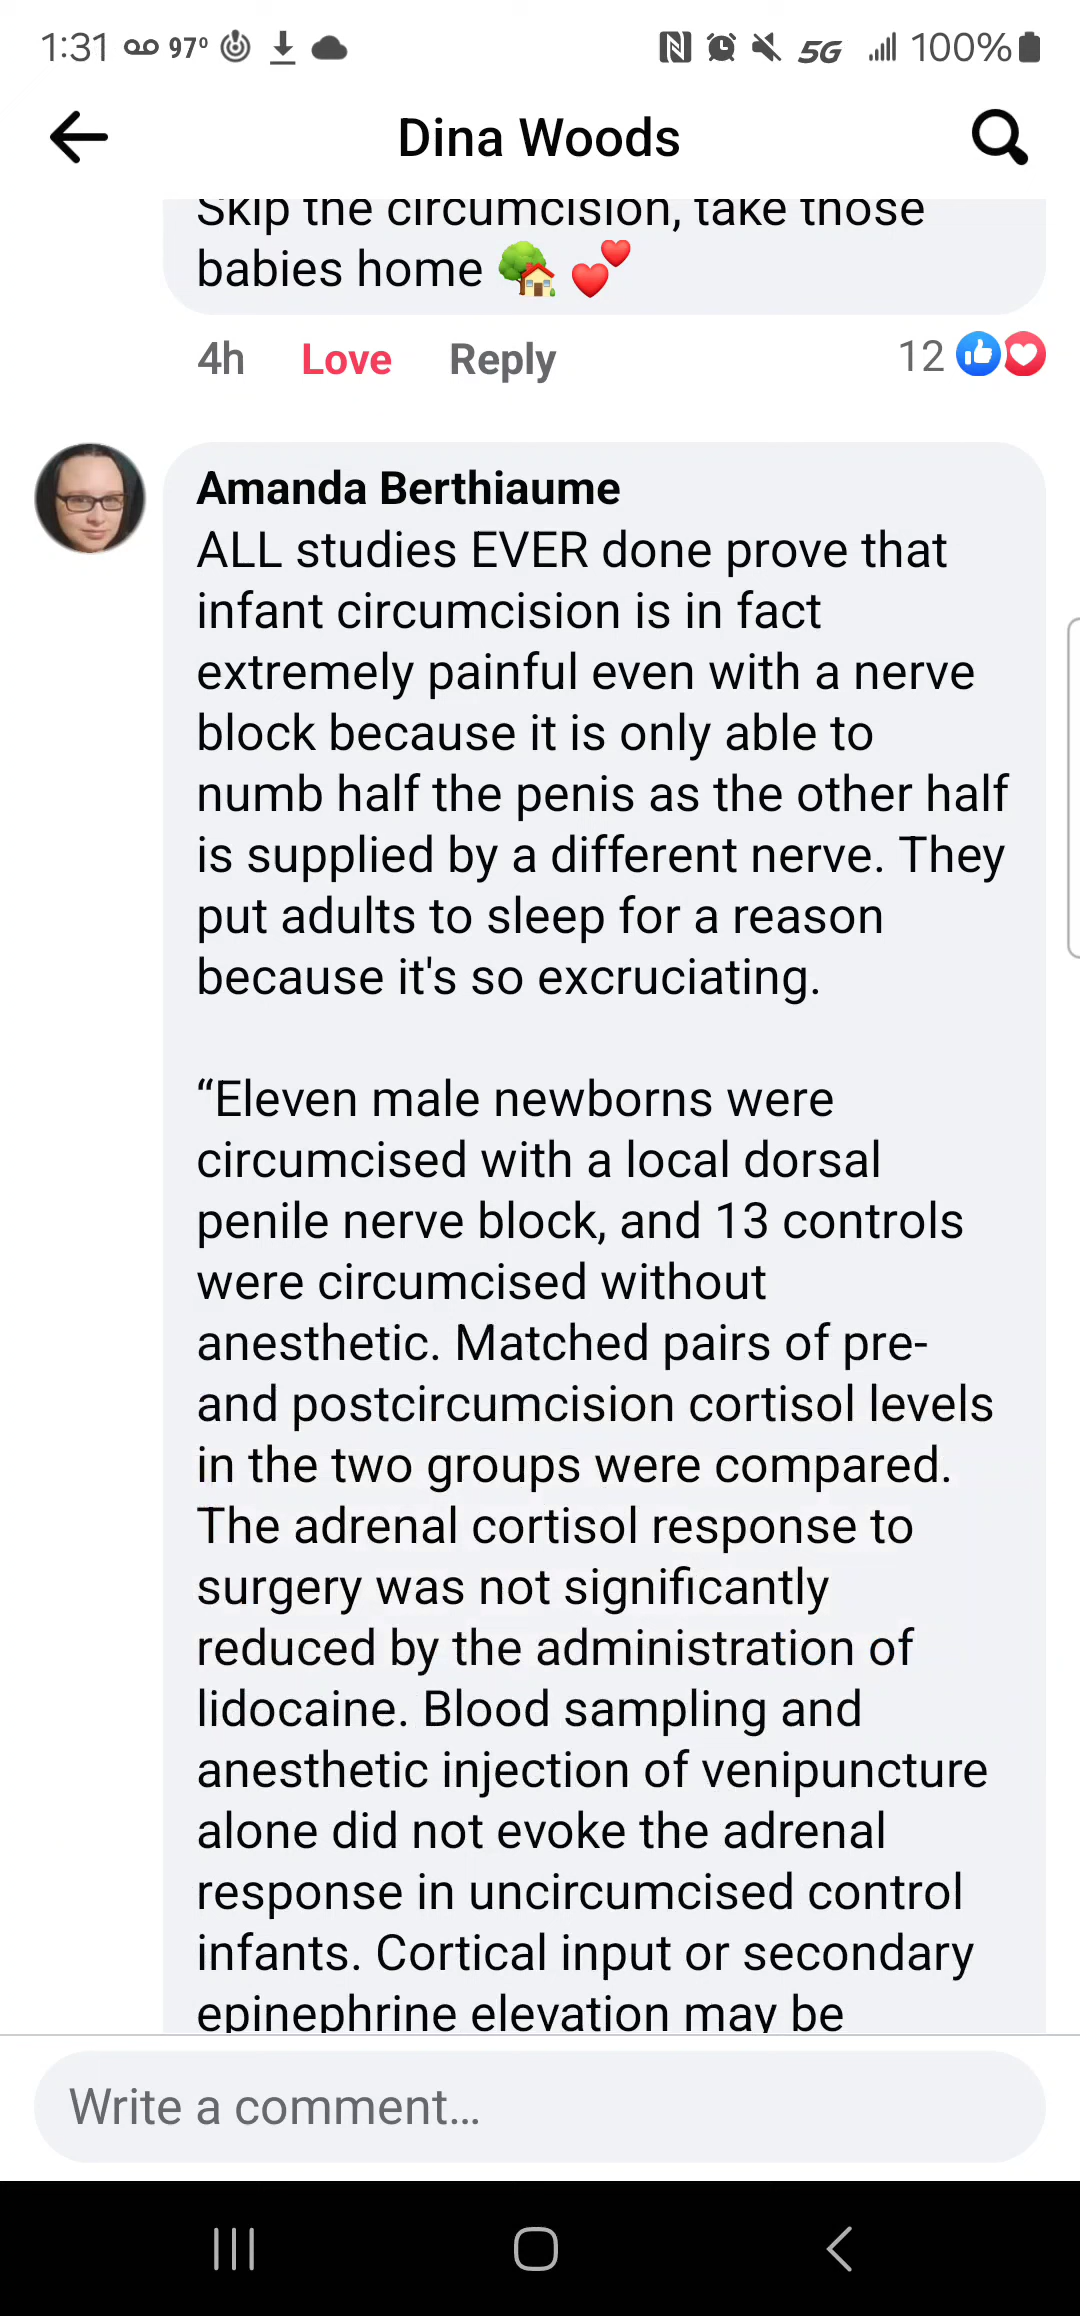 1:31 97° 5G 100%
Dina Woods
Skip the circumcision, take those
babies home
4h Love Reply 12
Amanda Berthiaume
ALL studies EVER done prove that
infant circumcision is in fact
extremely painful even with a nerve
block because it is only able to
numb half the penis as the other half
is supplied by a different nerve. They
put adults to sleep for a reason
because it's so excruciating.
“Eleven male newborns were
circumcised with a local dorsal
penile nerve block, and 13 controls
were circumcised without
anesthetic. Matched pairs of pre-
and postcircumcision cortisol levels
in the two groups were compared.
The adrenal cortisol response to
surgery was not significantly
reduced by the administration of
lidocaine. Blood sampling and
anesthetic injection of venipuncture
alone did not evoke the adrenal
response in uncircumcised control
infants. Cortical input or secondary
epinephrine elevation may be
Write a comment...